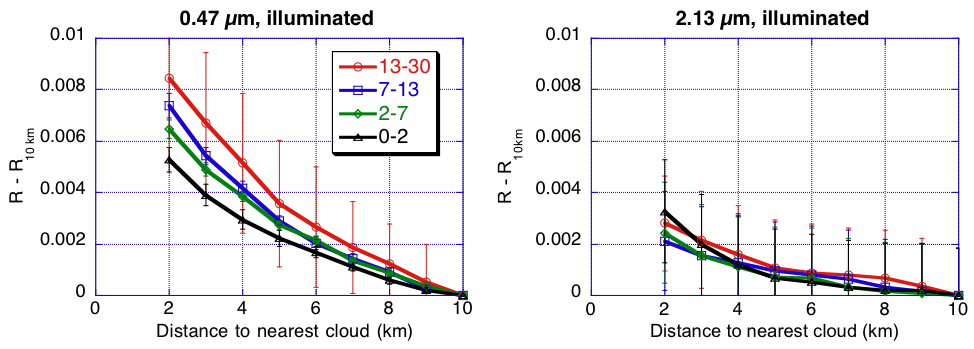 0.47 µm, illuminated
0.01
0.008
0.006
0.004
0.002
0
R - R10 km
13-30
7-13
2-7
0-2
0 2 4 6 8 10
Distance to nearest cloud (km)
2.13 µm, illuminated
0.01
0.008
0.006
0.004
0.002
0
R - R10km
0 2 4 6 8 10
Distance to nearest cloud (km)